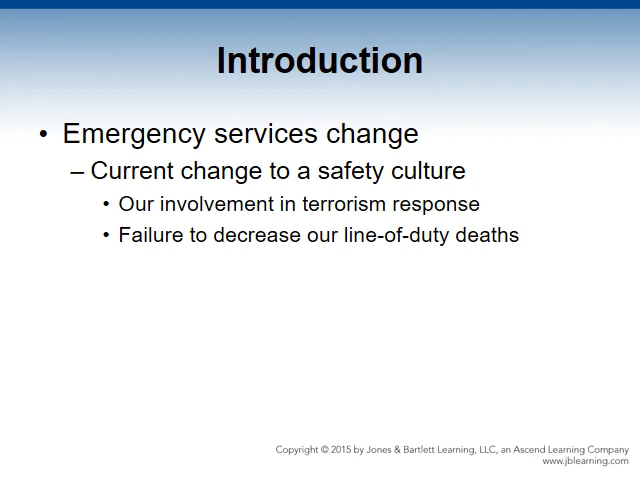 Introduction
• Emergency services change
– Current change to a safety culture
• Our involvement in terrorism response
• Failure to decrease our line-of-duty deaths
Copyright © 2015 by Jones & Bartlett Learning, LLC, an Ascend Learning Company
www.jblearning.com